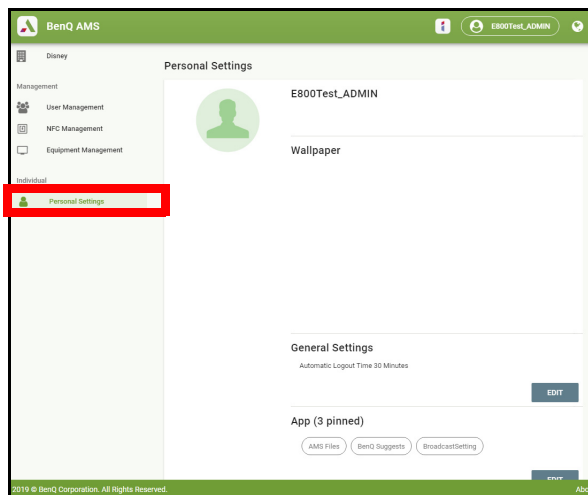 BenQ AMS
E800Test_ADMIN
Disney
Personal Settings
Management
User Management
NFC Management
Equipment Management
Individual
Personal Settings
E800Test_ADMIN
Wallpaper
General Settings
Automatic Logout Time 30 Minutes
EDIT
App (3 pinned)
AMS Files
BenQ Suggests
BroadcastSetting
EDIT
2019 © BenQ Corporation. All Rights Reserved.